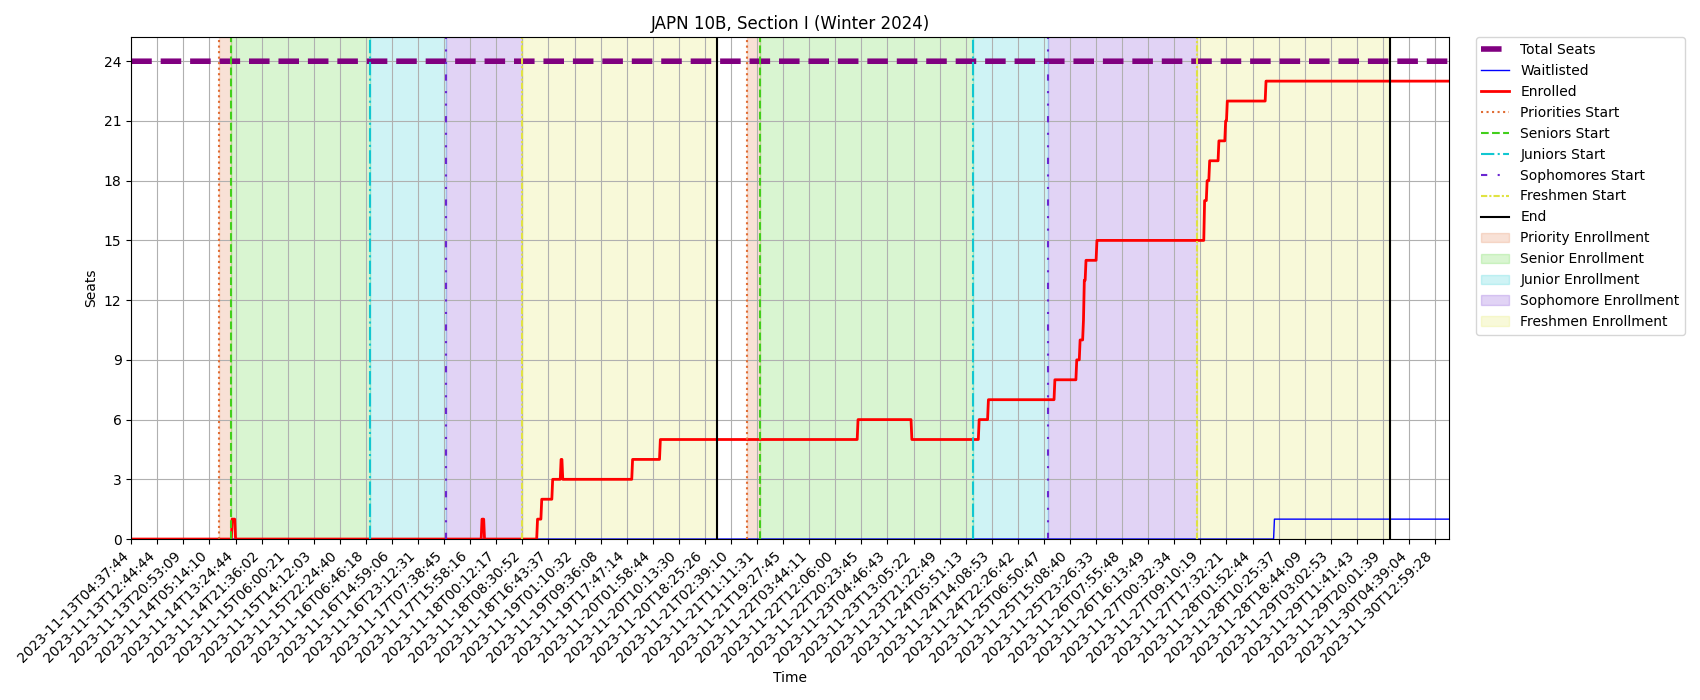 JAPN 10B, Section I (Winter 2024)
Seats
24
21
18
15
12
9
6
3
0
2023-11-13T04:37:44
2023-11-13T12:44:44
2023-11-13T20:53:09
2023-11-14T05:14:10
2023-11-14T13:24:44
2023-11-14T21:36:02
2023-11-15T06:00:21
2023-11-15T14:12:03
2023-11-15T22:24:40
2023-11-16T06:46:18
2023-11-16T14:59:06
2023-11-16T23:12:31
2023-11-17T07:38:45
2023-11-17T15:58:16
2023-11-18T00:12:17
2023-11-18T08:30:52
2023-11-18T16:43:37
2023-11-19T01:10:32
2023-11-19T09:36:08
2023-11-19T17:47:14
2023-11-20T01:58:44
2023-11-20T10:13:30
2023-11-20T18:25:26
2023-11-21T02:39:10
2023-11-21T11:11:31
2023-11-21T19:27:45
2023-11-22T03:44:11
2023-11-22T12:06:00
2023-11-22T20:23:45
2023-11-23T04:46:43
2023-11-23T13:05:22
2023-11-23T21:22:49
2023-11-24T05:51:13
2023-11-24T14:08:53
2023-11-24T22:26:42
2023-11-25T06:50:47
2023-11-25T15:08:40
2023-11-25T23:26:33
2023-11-26T07:55:48
2023-11-26T16:13:49
2023-11-27T00:32:34
2023-11-27T09:10:19
2023-11-27T17:32:21
2023-11-28T01:52:21
2023-11-28T10:25:37
2023-11-28T18:44:09
2023-11-29T03:02:53
2023-11-29T11:41:43
2023-11-29T20:01:39
2023-11-30T04:39:04
2023-11-30T12:59:28
Time
Total Seats
Waitlisted
Enrolled
Priorities Start
Seniors Start
Juniors Start
Sophomores Start
Freshmen Start
End
Priority Enrollment
Senior Enrollment
Junior Enrollment
Sophomore Enrollment
Freshmen Enrollment